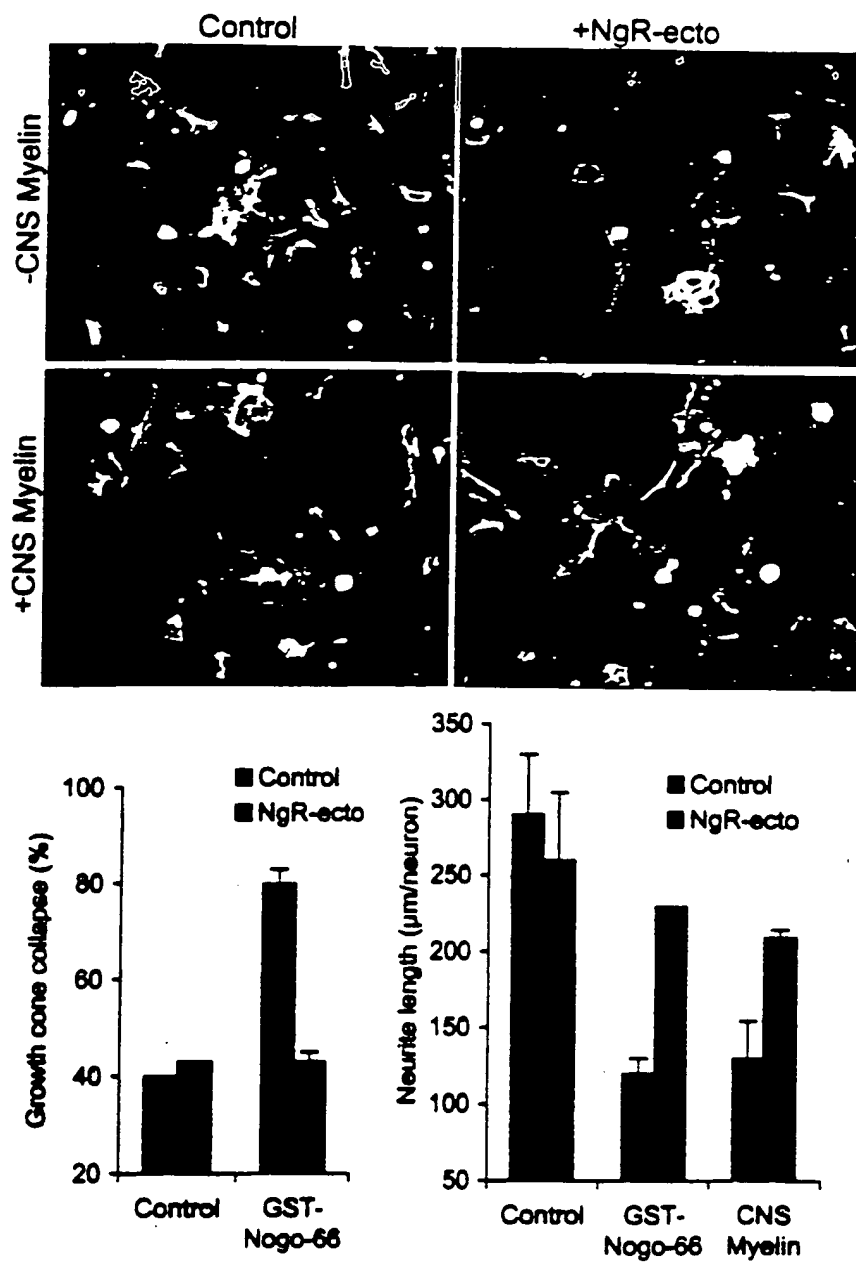 Control
+NgR-ecto
-CNS Myelin
+CNS Myelin
Control
NgR-ecto
Growth cone collapse (%)
100
80
60
40
20
Control
GST-
Nogo-66
Control
NgR-ecto
Neurite length (µm/neuron)
350
300
250
200
150
100
50
Control
GST-
Nogo-66
CNS
Myelin